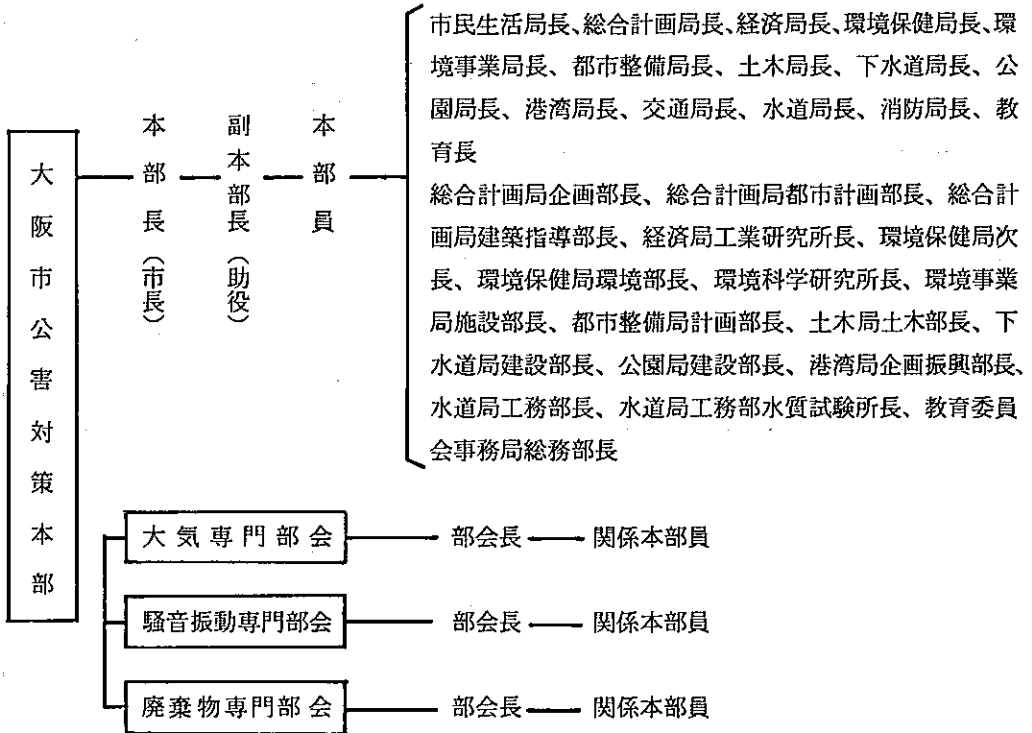 大阪市公害対策本部
本部長（市長）
副本部長（助役）
本部員
市民生活局長、総合計画局長、経済局長、環境保健局長、環
境事業局長、都市整備局長、土木局長、下水道局長、公
園局長、港湾局長、交通局長、水道局長、消防局長、教
育長
総合計画局企画部長、総合計画局都市計画部長、総合計
画局建築指導部長、経済局工業研究所長、環境保健局次
長、環境保健局環境部長、環境科学研究所長、環境事業
局施設部長、都市整備局計画部長、土木局土木部長、下
水道局建設部長、公園局建設部長、港湾局企画振興部長、
水道局工務部長、水道局工務部水質試験所長、教育委員
会事務局総務部長
大気専門部会 部会長 関係本部員
騒音振動専門部会 部会長 関係本部員
廃棄物専門部会 部会長 関係本部員